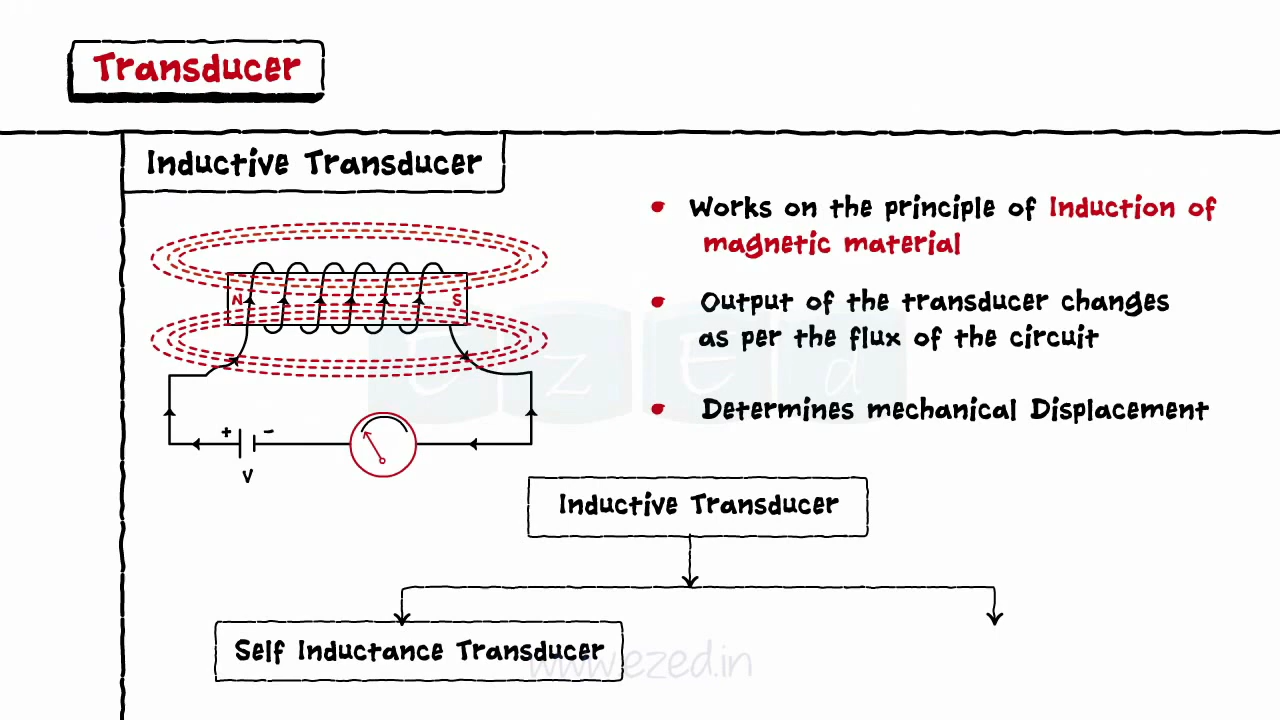 Transducer
Inductive Transducer
N
S
+
-
V
• Works on the principle of Induction of
magnetic material
• Output of the transducer changes
as per the flux of the circuit
• Determines mechanical Displacement
Inductive Transducer
Self Inductance Transducer
EzEd
www.ezed.in